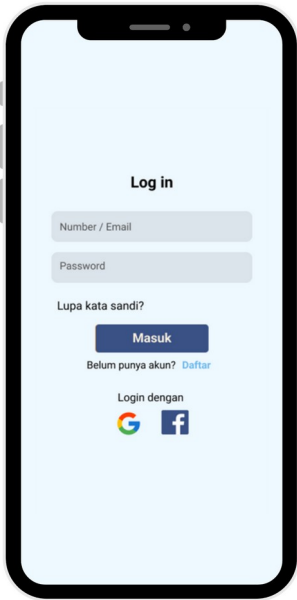 Log in
Number / Email
Password
Lupa kata sandi?
Masuk
Belum punya akun? Daftar
Login dengan